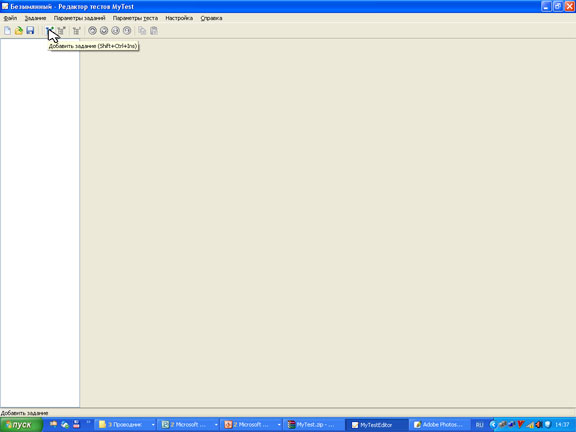 Безымянный - Редактор тестов MyTest
Файл Задание Параметры заданий Параметры теста Настройка Справка
Добавить задание (Shift+Ctrl+Ins)
Добавить задание
пуск
3 Проводник
2 Microsoft ...
2 Microsoft ...
MyTest.zip - ...
MyTestEditor
Adobe Photos...
RU
14:37